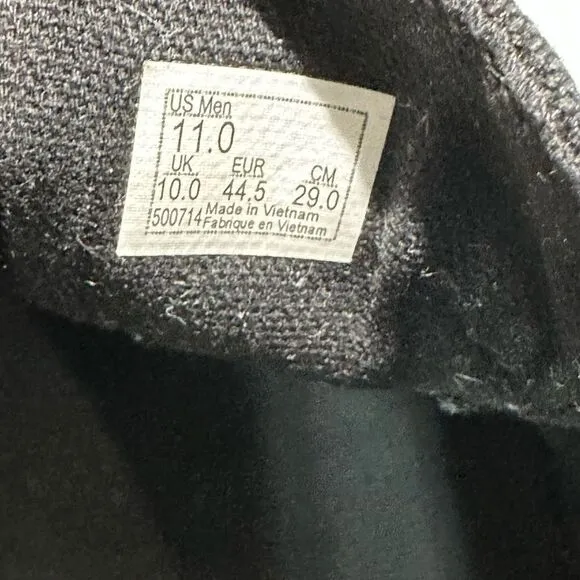 US Men
11.0
UK EUR CM
10.0 44.5 29.0
500714 Made in Vietnam
Fabrique en Vietnam